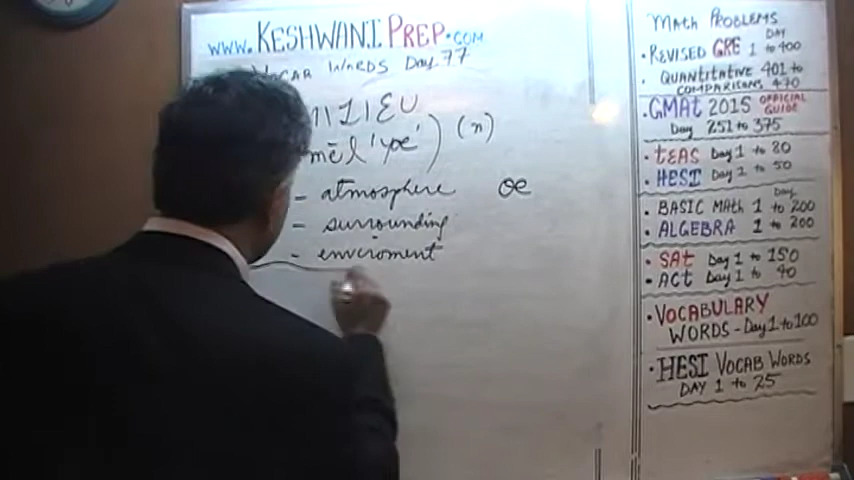 www.KESHWANI PREP.COM
VOCAB WORDS Day 77
MILIEU
mēl 'yœ' ) (n)
- atmosphere œ
- surrounding
- enviroment
Math PROBLEMS
DAY
• REVISED GRE 1 to 400
• QUANTITATIVE 401 to
COMPARISONS 470
• GMAt 2015 OFFICIAL GUIDE
Day 251 to 375
• tEAS Day 1 to 80
• HESI Day 1 to 50
Day
• BASIC MAth 1 to 200
• ALGEBRA 1 to 200
• SAt Day 1 to 150
• ACt Day 1 to 40
• VOCABULARY
WORDS - Day 1 to 100
• HESI VOCAB WORDS
DAY 1 to 25